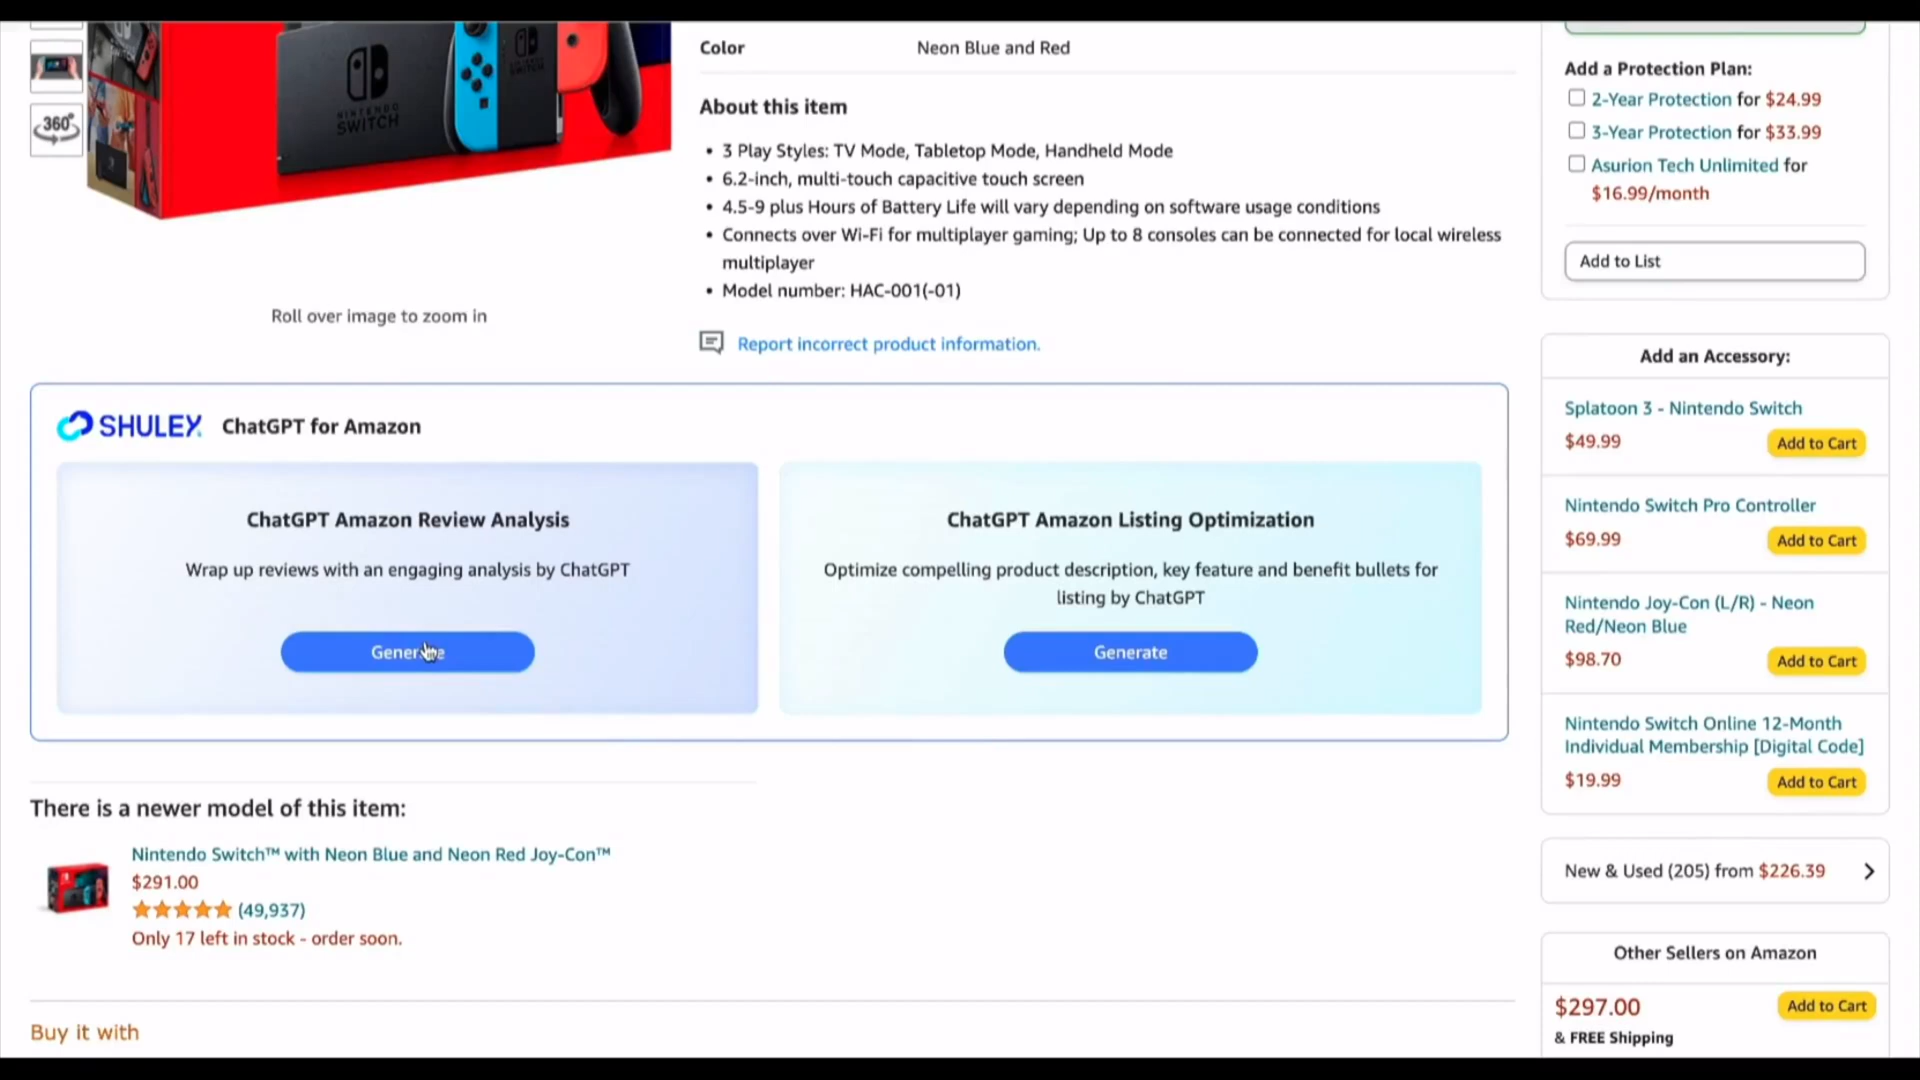 NINTENDO
SWITCH
NINTENDO
SWITCH
360°
Roll over image to zoom in
Color Neon Blue and Red
About this item
• 3 Play Styles: TV Mode, Tabletop Mode, Handheld Mode
• 6.2-inch, multi-touch capacitive touch screen
• 4.5-9 plus Hours of Battery Life will vary depending on software usage conditions
• Connects over Wi-Fi for multiplayer gaming; Up to 8 consoles can be connected for local wireless
multiplayer
• Model number: HAC-001(-01)
Report incorrect product information.
SHULEX ChatGPT for Amazon
ChatGPT Amazon Review Analysis
Wrap up reviews with an engaging analysis by ChatGPT
Generate
ChatGPT Amazon Listing Optimization
Optimize compelling product description, key feature and benefit bullets for
listing by ChatGPT
Generate
There is a newer model of this item:
Nintendo Switch™ with Neon Blue and Neon Red Joy-Con™
$291.00
(49,937)
Only 17 left in stock - order soon.
Buy it with
Add a Protection Plan:
2-Year Protection for $24.99
3-Year Protection for $33.99
Asurion Tech Unlimited for
$16.99/month
Add to List
Add an Accessory:
Splatoon 3 - Nintendo Switch
$49.99 Add to Cart
Nintendo Switch Pro Controller
$69.99 Add to Cart
Nintendo Joy-Con (L/R) - Neon
Red/Neon Blue
$98.70 Add to Cart
Nintendo Switch Online 12-Month
Individual Membership [Digital Code]
$19.99 Add to Cart
New & Used (205) from $226.39
Other Sellers on Amazon
$297.00 Add to Cart
& FREE Shipping